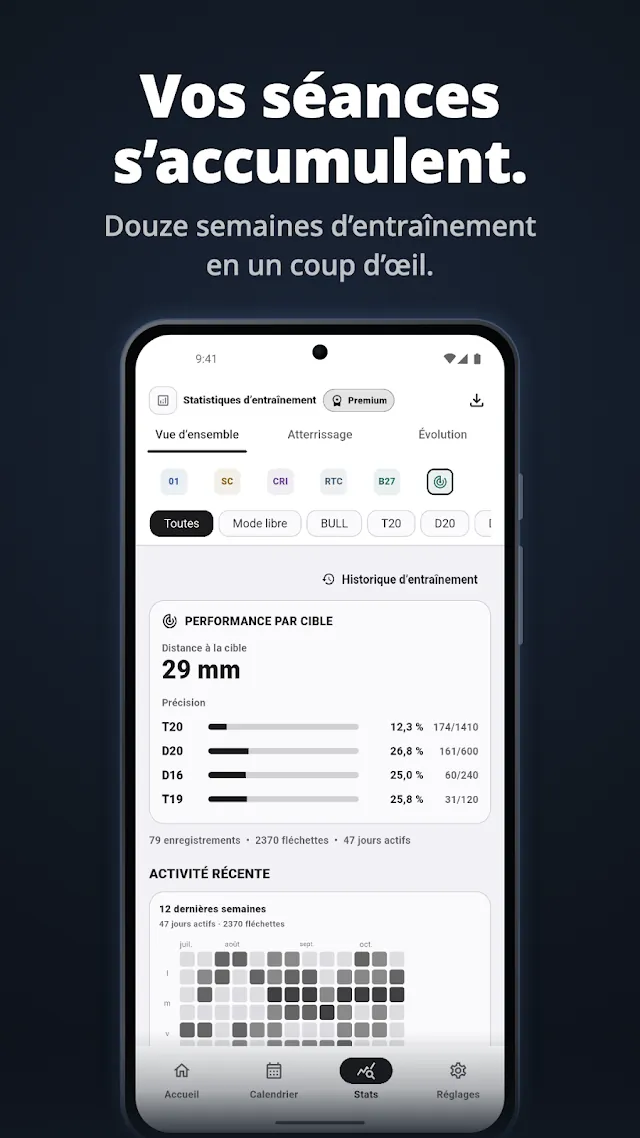 Vos séances
s’accumulent.
Douze semaines d’entraînement
en un coup d’œil.
9:41
Statistiques d’entraînement
Premium
Vue d’ensemble
Atterrissage
Évolution
01
SC
CRI
RTC
B27
Toutes
Mode libre
BULL
T20
D20
Historique d’entraînement
PERFORMANCE PAR CIBLE
Distance à la cible
29 mm
Précision
T20 12,3 % 174/1410
D20 26,8 % 161/600
D16 25,0 % 60/240
T19 25,8 % 31/120
79 enregistrements • 2370 fléchettes • 47 jours actifs
ACTIVITÉ RÉCENTE
12 dernières semaines
47 jours actifs · 2370 fléchettes
juil. août sept. oct.
l
m
v
Accueil
Calendrier
Stats
Réglages